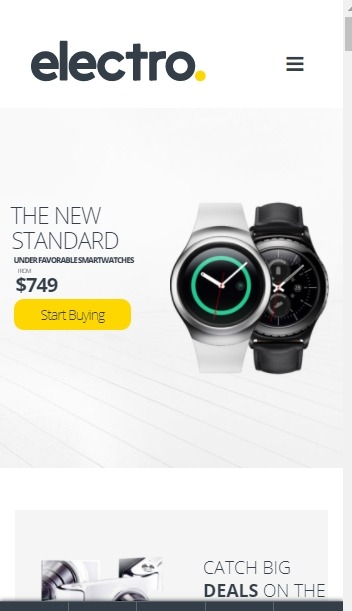 electro.
THE NEW
STANDARD
UNDER FAVORABLE SMARTWATCHES
FROM
$749
Start Buying
CATCH BIG
DEALS ON THE